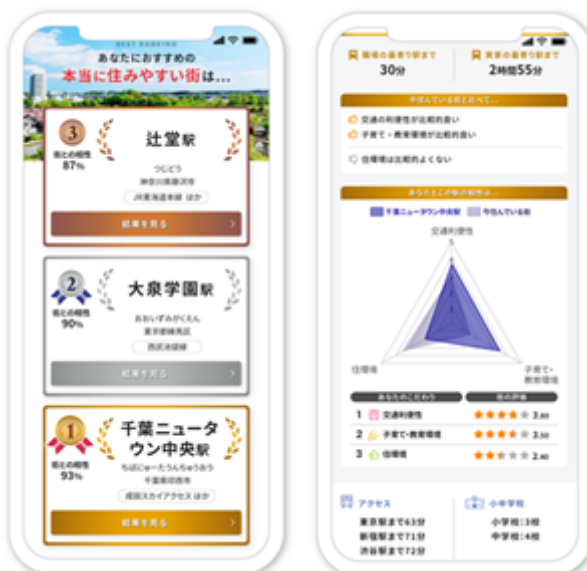 BEST RANKING
あなたにおすすめの
本当に住みやすい街は...
3
街との相性
87%
辻堂駅
つじどう
神奈川県藤沢市
JR東海道本線 ほか
結果を見る
2
街との相性
90%
大泉学園駅
おおいずみがくえん
東京都練馬区
西武池袋線
結果を見る
1
街との相性
93%
千葉ニュータ
ウン中央駅
ちばにゅーたうんちゅうおう
千葉県印西市
成田スカイアクセス ほか
結果を見る
職場の最寄り駅まで
30分
実家の最寄り駅まで
2時間55分
今住んでいる街と比べて...
交通の利便性が比較的良い
子育て・教育環境が比較的良い
住環境は比較的よくない
あなたとこの駅の相性は...
千葉ニュータウン中央駅 今住んでいる街
交通利便性
5
住環境
子育て・
教育環境
あなたのこだわり
街の評価
1 交通利便性 3.80
2 子育て・教育環境 3.50
3 住環境 2.40
アクセス
東京駅まで63分
新宿駅まで71分
渋谷駅まで72分
小中学校
小学校:3校
中学校:4校